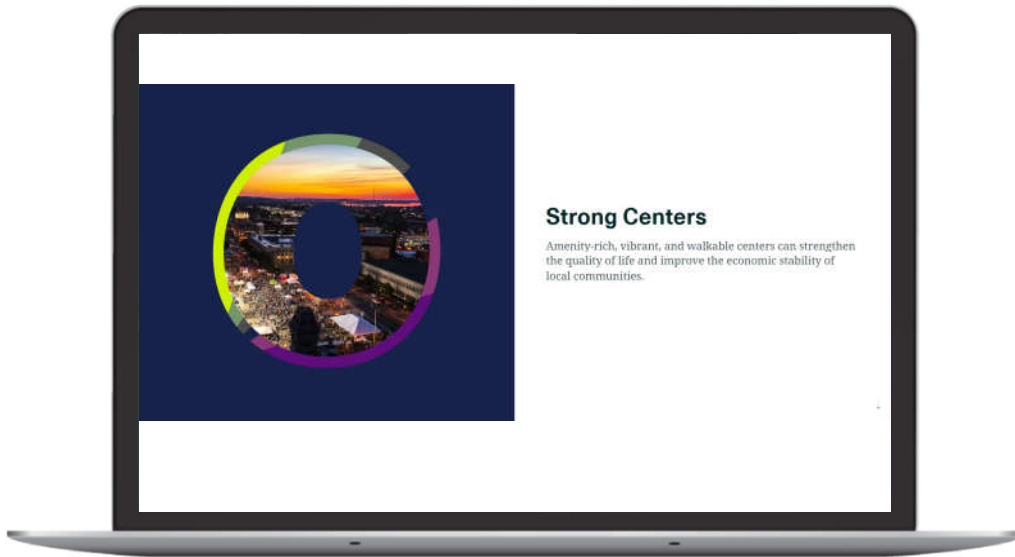 Strong Centers
Amenity-rich, vibrant, and walkable centers can strengthen
the quality of life and improve the economic stability of
local communities.